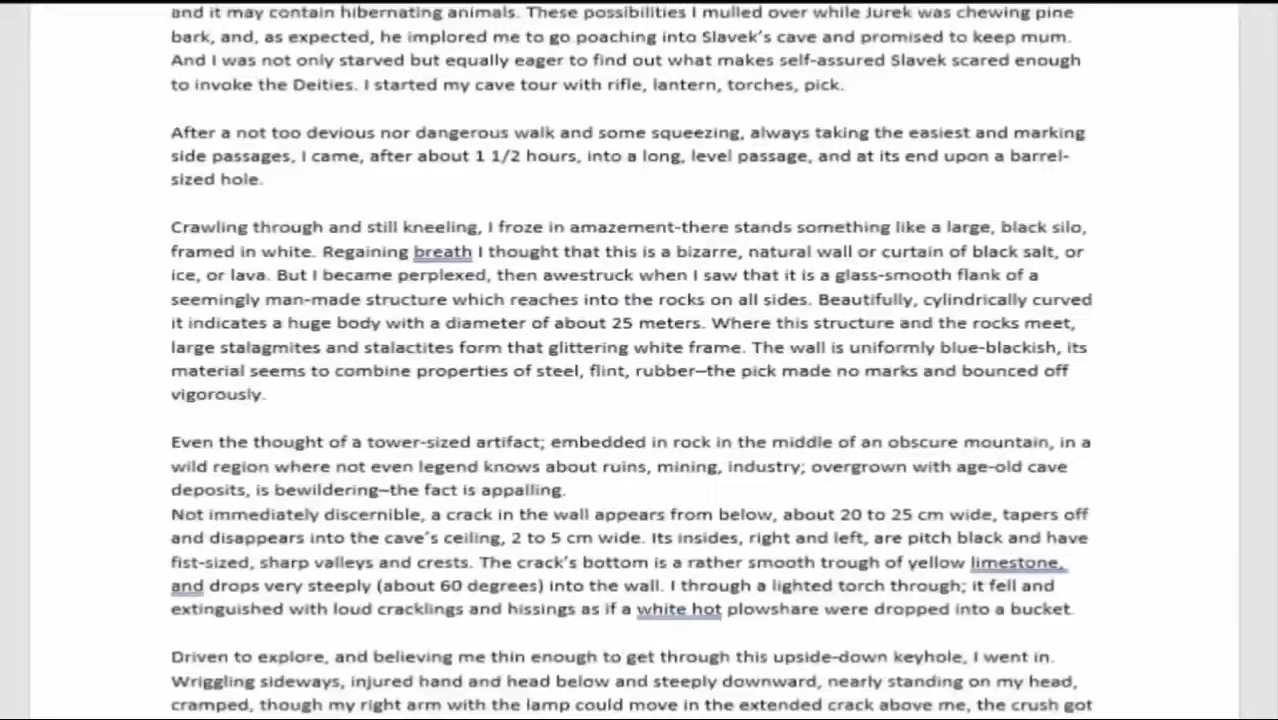 and it may contain hibernating animals. These possibilities I mulled over while Jurek was chewing pine
bark, and, as expected, he implored me to go poaching into Slavek's cave and promised to keep mum.
And I was not only starved but equally eager to find out what makes self-assured Slavek scared enough
to invoke the Deities. I started my cave tour with rifle, lantern, torches, pick.
After a not too devious nor dangerous walk and some squeezing, always taking the easiest and marking
side passages, I came, after about 1 1/2 hours, into a long, level passage, and at its end upon a barrel-
sized hole.
Crawling through and still kneeling, I froze in amazement-there stands something like a large, black silo,
framed in white. Regaining breath I thought that this is a bizarre, natural wall or curtain of black salt, or
ice, or lava. But I became perplexed, then awestruck when I saw that it is a glass-smooth flank of a
seemingly man-made structure which reaches into the rocks on all sides. Beautifully, cylindrically curved
it indicates a huge body with a diameter of about 25 meters. Where this structure and the rocks meet,
large stalagmites and stalactites form that glittering white frame. The wall is uniformly blue-blackish, its
material seems to combine properties of steel, flint, rubber—the pick made no marks and bounced off
vigorously.
Even the thought of a tower-sized artifact; embedded in rock in the middle of an obscure mountain, in a
wild region where not even legend knows about ruins, mining, industry; overgrown with age-old cave
deposits, is bewildering—the fact is appalling.
Not immediately discernible, a crack in the wall appears from below, about 20 to 25 cm wide, tapers off
and disappears into the cave's ceiling, 2 to 5 cm wide. Its insides, right and left, are pitch black and have
fist-sized, sharp valleys and crests. The crack's bottom is a rather smooth trough of yellow limestone,
and drops very steeply (about 60 degrees) into the wall. I through a lighted torch through; it fell and
extinguished with loud cracklings and hissings as if a white hot plowshare were dropped into a bucket.
Driven to explore, and believing me thin enough to get through this upside-down keyhole, I went in.
Wriggling sideways, injured hand and head below and steeply downward, nearly standing on my head,
cramped, though my right arm with the lamp could move in the extended crack above me, the crush got